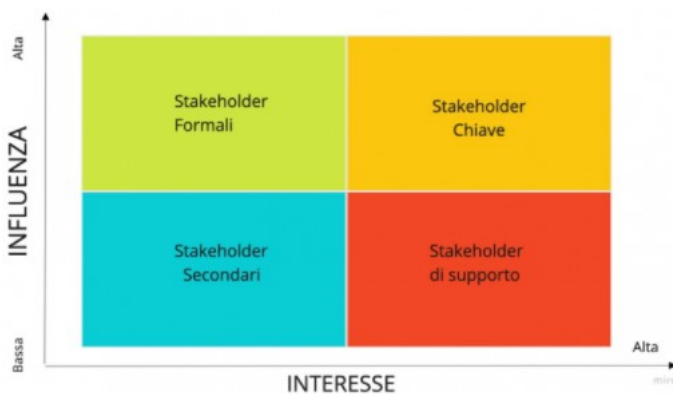 Alta
INFLUENZA
Bassa
Stakeholder
Formali
Stakeholder
Chiave
Stakeholder
Secondari
Stakeholder
di supporto
Alta
INTERESSE